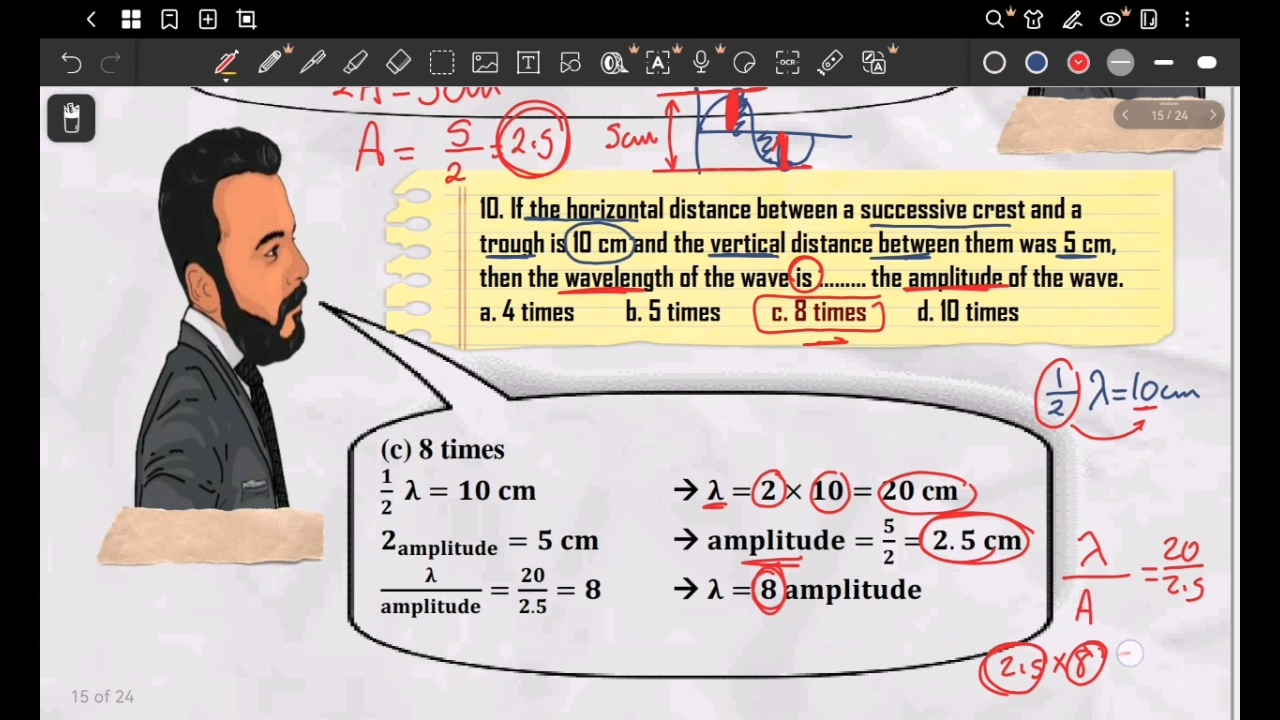 OCR
15 / 24
2A = 5cm
A = 5/2 = 2.5
5cm
10. If the horizontal distance between a successive crest and a
trough is 10 cm and the vertical distance between them was 5 cm,
then the wavelength of the wave is ......... the amplitude of the wave.
a. 4 times b. 5 times c. 8 times d. 10 times
1/2 λ = 10cm
(c) 8 times
1/2 λ = 10 cm → λ = 2 × 10 = 20 cm
2amplitude = 5 cm → amplitude = 5/2 = 2.5 cm
λ/amplitude = 20/2.5 = 8 → λ = 8 amplitude
λ/A = 20/2.5
2.5 × 8 =
15 of 24